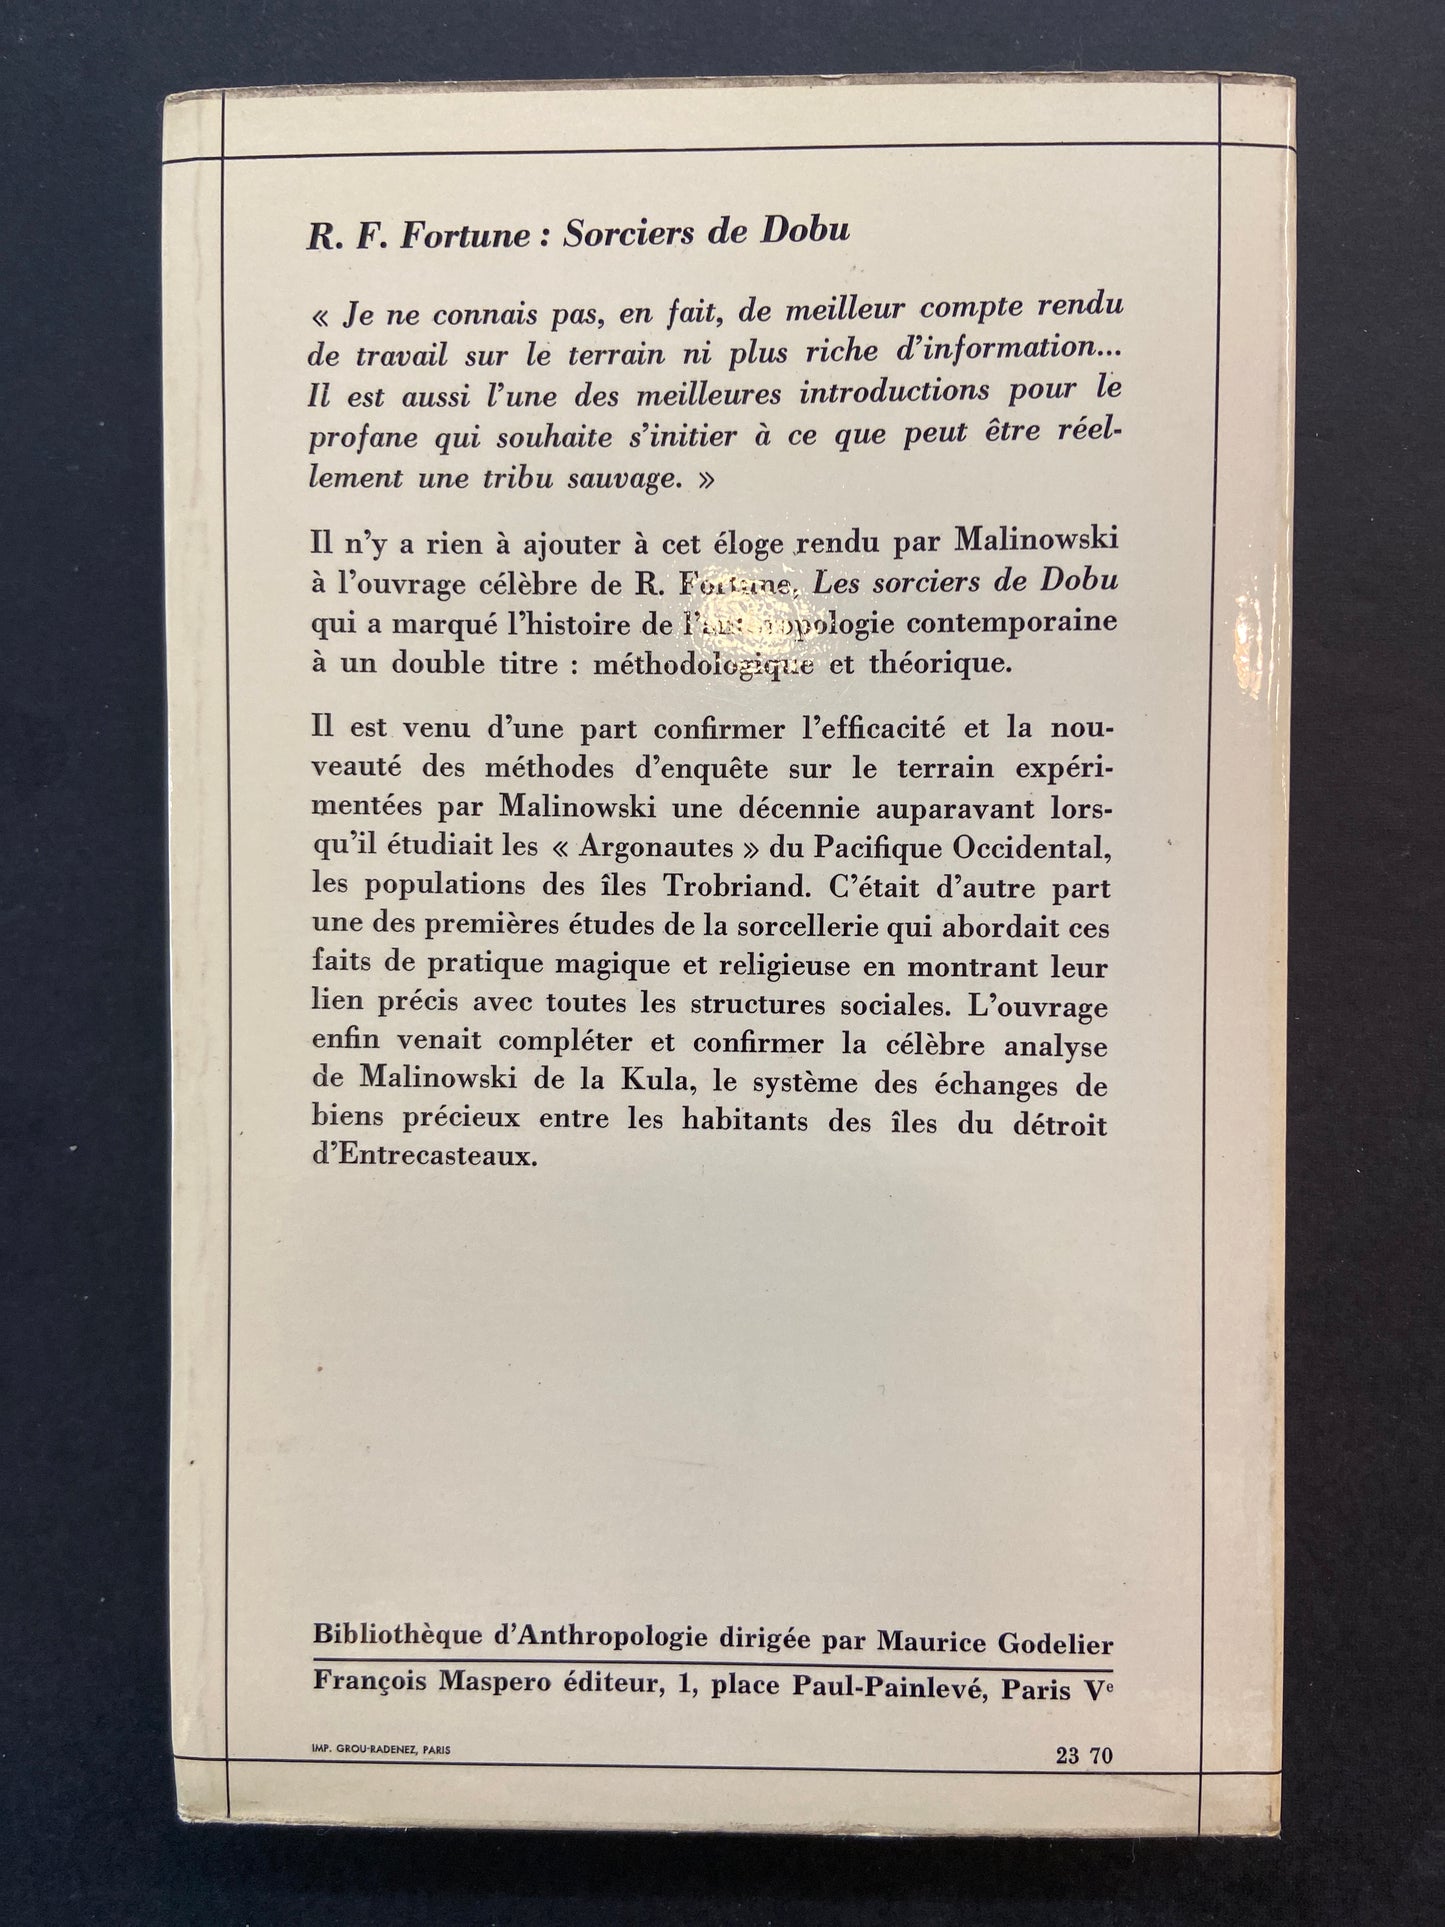 R. F. Fortune : Sorciers de Dobu
« Je ne connais pas, en fait, de meilleur compte rendu
de travail sur le terrain ni plus riche d'information...
Il est aussi l'une des meilleures introductions pour le
profane qui souhaite s'initier à ce que peut être réel-
lement une tribu sauvage. »
Il n'y a rien à ajouter à cet éloge rendu par Malinowski
à l'ouvrage célèbre de R. Fortune, Les sorciers de Dobu
qui a marqué l'histoire de l'anthropologie contemporaine
à un double titre : méthodologique et théorique.
Il est venu d'une part confirmer l'efficacité et la nou-
veauté des méthodes d'enquête sur le terrain expéri-
mentées par Malinowski une décennie auparavant lors-
qu'il étudiait les « Argonautes » du Pacifique Occidental,
les populations des îles Trobriand. C'était d'autre part
une des premières études de la sorcellerie qui abordait ces
faits de pratique magique et religieuse en montrant leur
lien précis avec toutes les structures sociales. L'ouvrage
enfin venait compléter et confirmer la célèbre analyse
de Malinowski de la Kula, le système des échanges de
biens précieux entre les habitants des îles du détroit
d'Entrecasteaux.
Bibliothèque d'Anthropologie dirigée par Maurice Godelier
François Maspero éditeur, 1, place Paul-Painlevé, Paris Ve
IMP. GROU-RADENEZ, PARIS
23 70